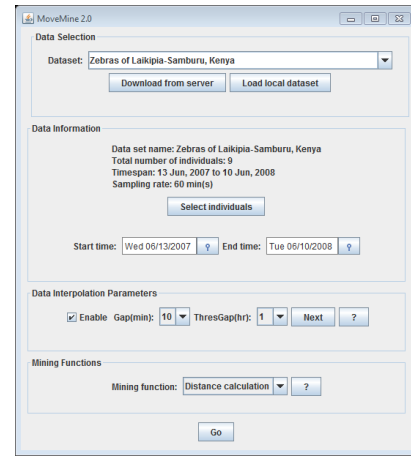 MoveMine 2.0
Data Selection
Dataset: Zebras of Laikipia-Samburu, Kenya
Download from server Load local dataset
Data Information
Data set name: Zebras of Laikipia-Samburu, Kenya
Total number of individuals: 9
Timespan: 13 Jun, 2007 to 10 Jun, 2008
Sampling rate: 60 min(s)
Select individuals
Start time: Wed 06/13/2007 End time: Tue 06/10/2008
Data Interpolation Parameters
Enable Gap(min): 10 ThresGap(hr): 1 Next ?
Mining Functions
Mining function: Distance calculation ?
Go